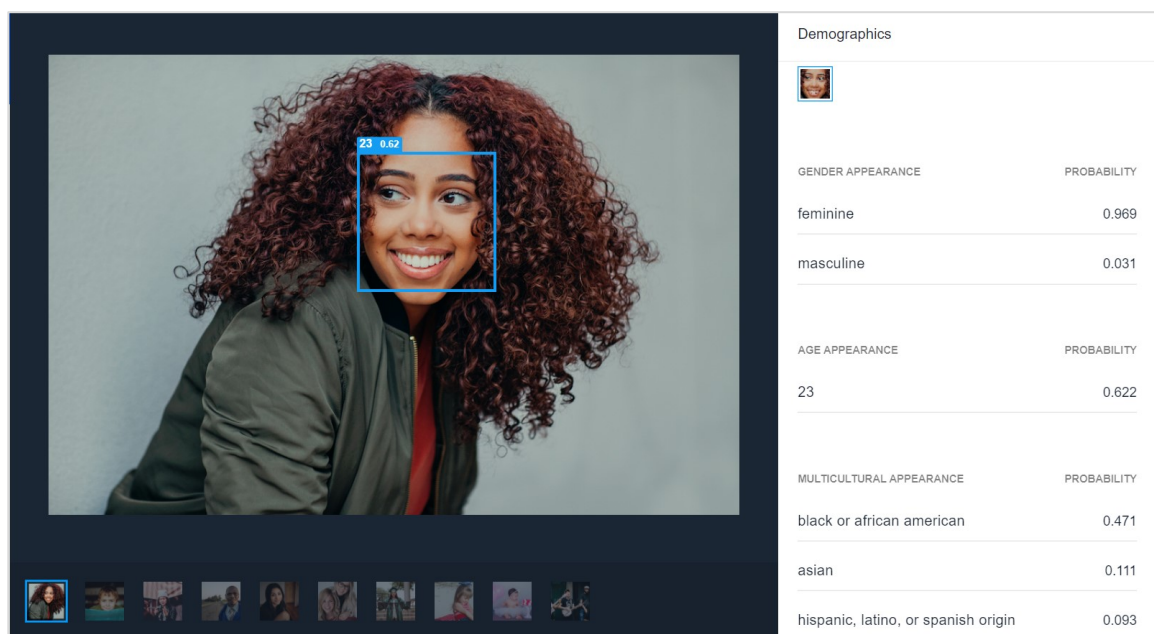 Demographics
23 0.62
GENDER APPEARANCE PROBABILITY
feminine 0.969
masculine 0.031
AGE APPEARANCE PROBABILITY
23 0.622
MULTICULTURAL APPEARANCE PROBABILITY
black or african american 0.471
asian 0.111
hispanic, latino, or spanish origin 0.093